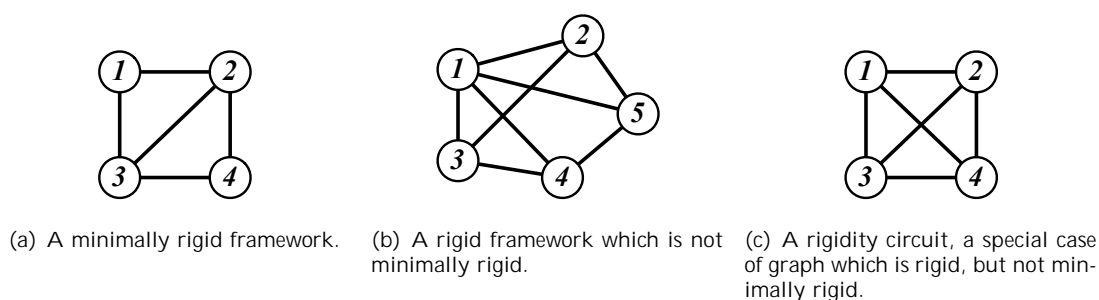 1 2
3 4
1 2
3 4 5
1 2
3 4
(a) A minimally rigid framework.
(b) A rigid framework which is not
minimally rigid.
(c) A rigidity circuit, a special case
of graph which is rigid, but not min-
imally rigid.